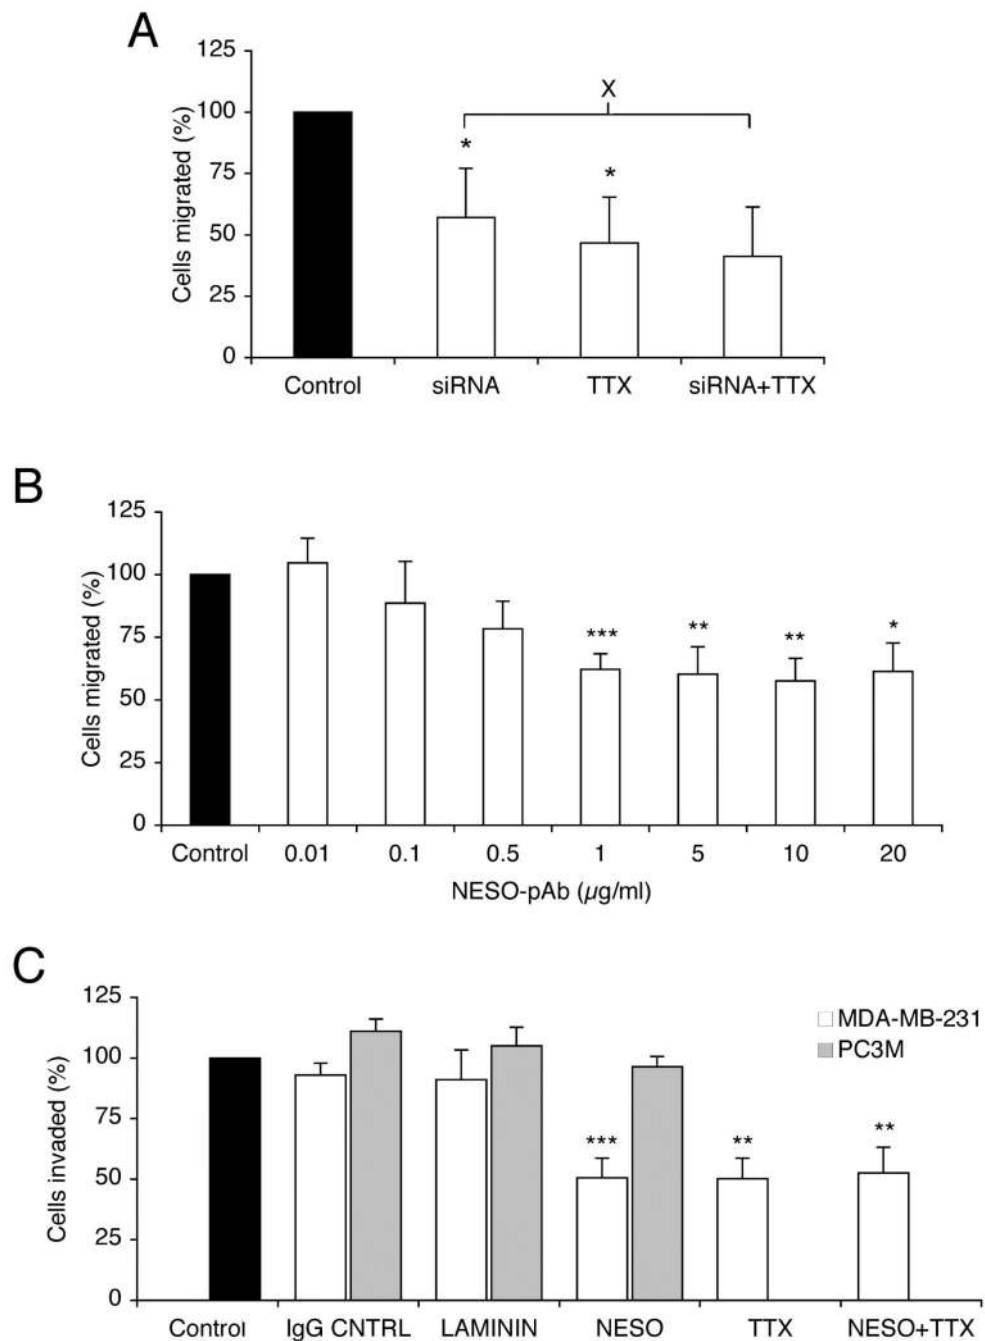 A
125
100
75
50
25
0
Cells migrated (%)
X
*
*
Control siRNA TTX siRNA+TTX
B
125
100
75
50
25
0
Cells migrated (%)
*** ** ** *
Control 0.01 0.1 0.5 1 5 10 20
NESO-pAb (µg/ml)
C
125
100
75
50
25
0
Cells invaded (%)
MDA-MB-231
PC3M
*** ** **
Control IgG CNTRL LAMININ NESO TTX NESO+TTX